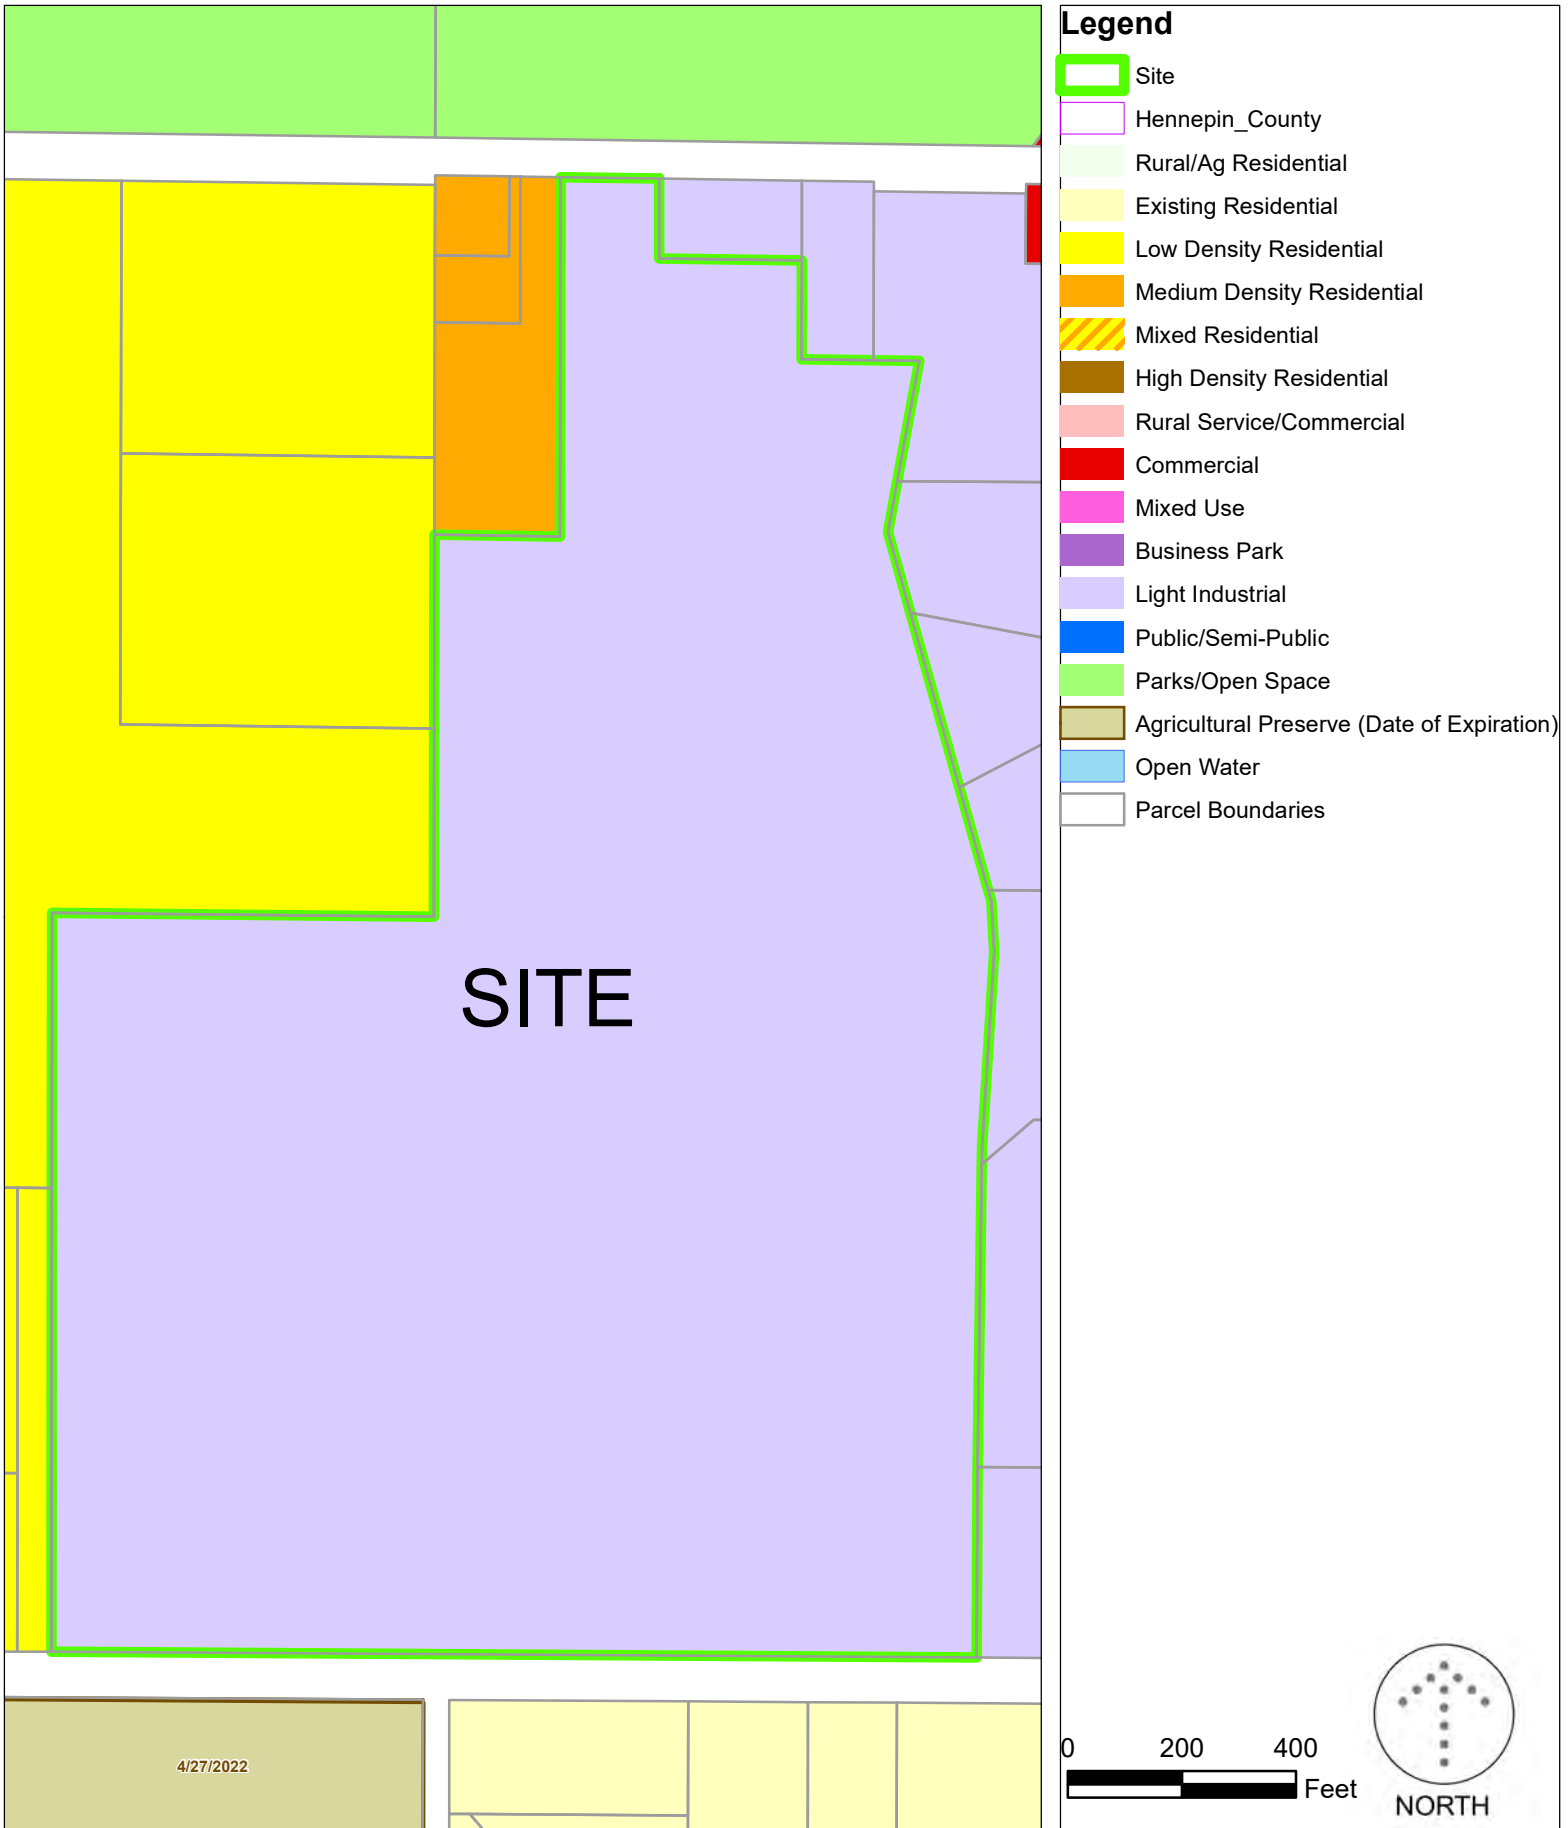 Legend
Site
Hennepin_County
Rural/Ag Residential
Existing Residential
Low Density Residential
Medium Density Residential
Mixed Residential
High Density Residential
Rural Service/Commercial
Commercial
Mixed Use
Business Park
Light Industrial
Public/Semi-Public
Parks/Open Space
Agricultural Preserve (Date of Expiration)
Open Water
Parcel Boundaries
SITE
4/27/2022
0 200 400
Feet
NORTH